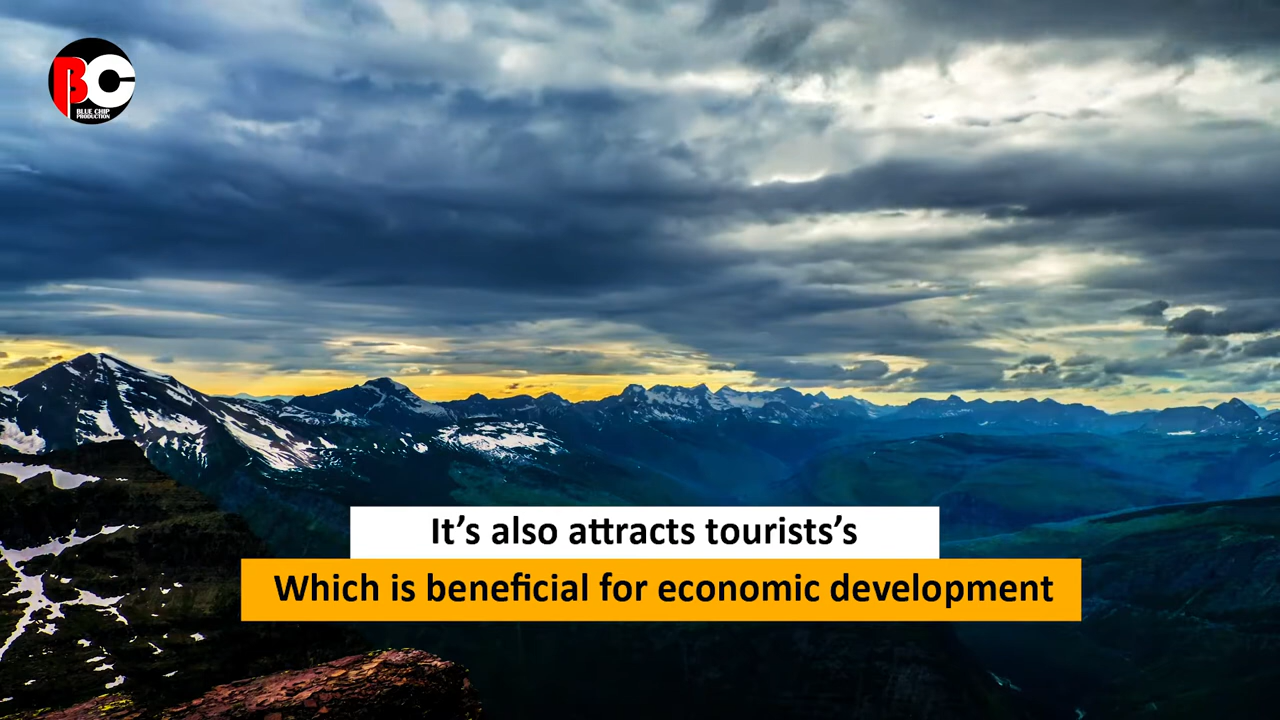 BC
BLUE CHIP
PRODUCTION
It’s also attracts tourists’s
Which is beneficial for economic development